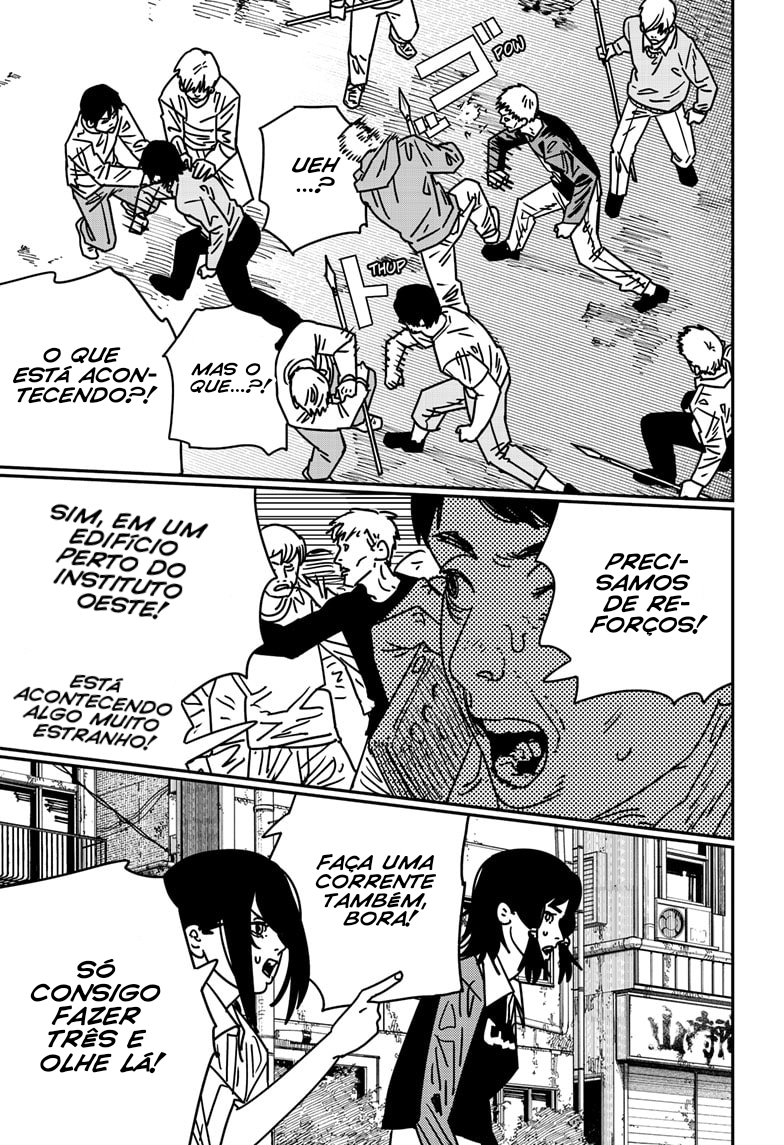 ゴ
POW
UEH
...?
ト
THUP
MAS O
QUE...?!
O QUE
ESTÁ ACON-
TECENDO?!
PRECI-
SAMOS
DE RE-
FORÇOS!
SIM, EM UM
EDIFÍCIO
PERTO DO
INSTITUTO
OESTE!
ESTÁ
ACONTECENDO
ALGO MUITO
ESTRANHO!
FAÇA UMA
CORRENTE
TAMBÉM,
BORA!
SÓ
CONSIGO
FAZER
TRÊS E
OLHE LÁ!